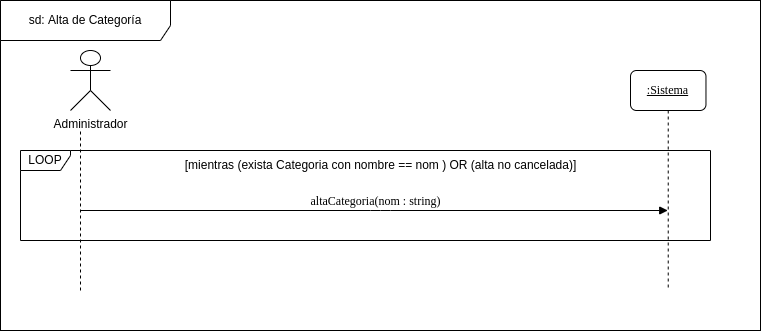 sd: Alta de Categoría
Administrador
:Sistema
LOOP
[mientras (exista Categoria con nombre == nom ) OR (alta no cancelada)]
altaCategoria(nom : string)